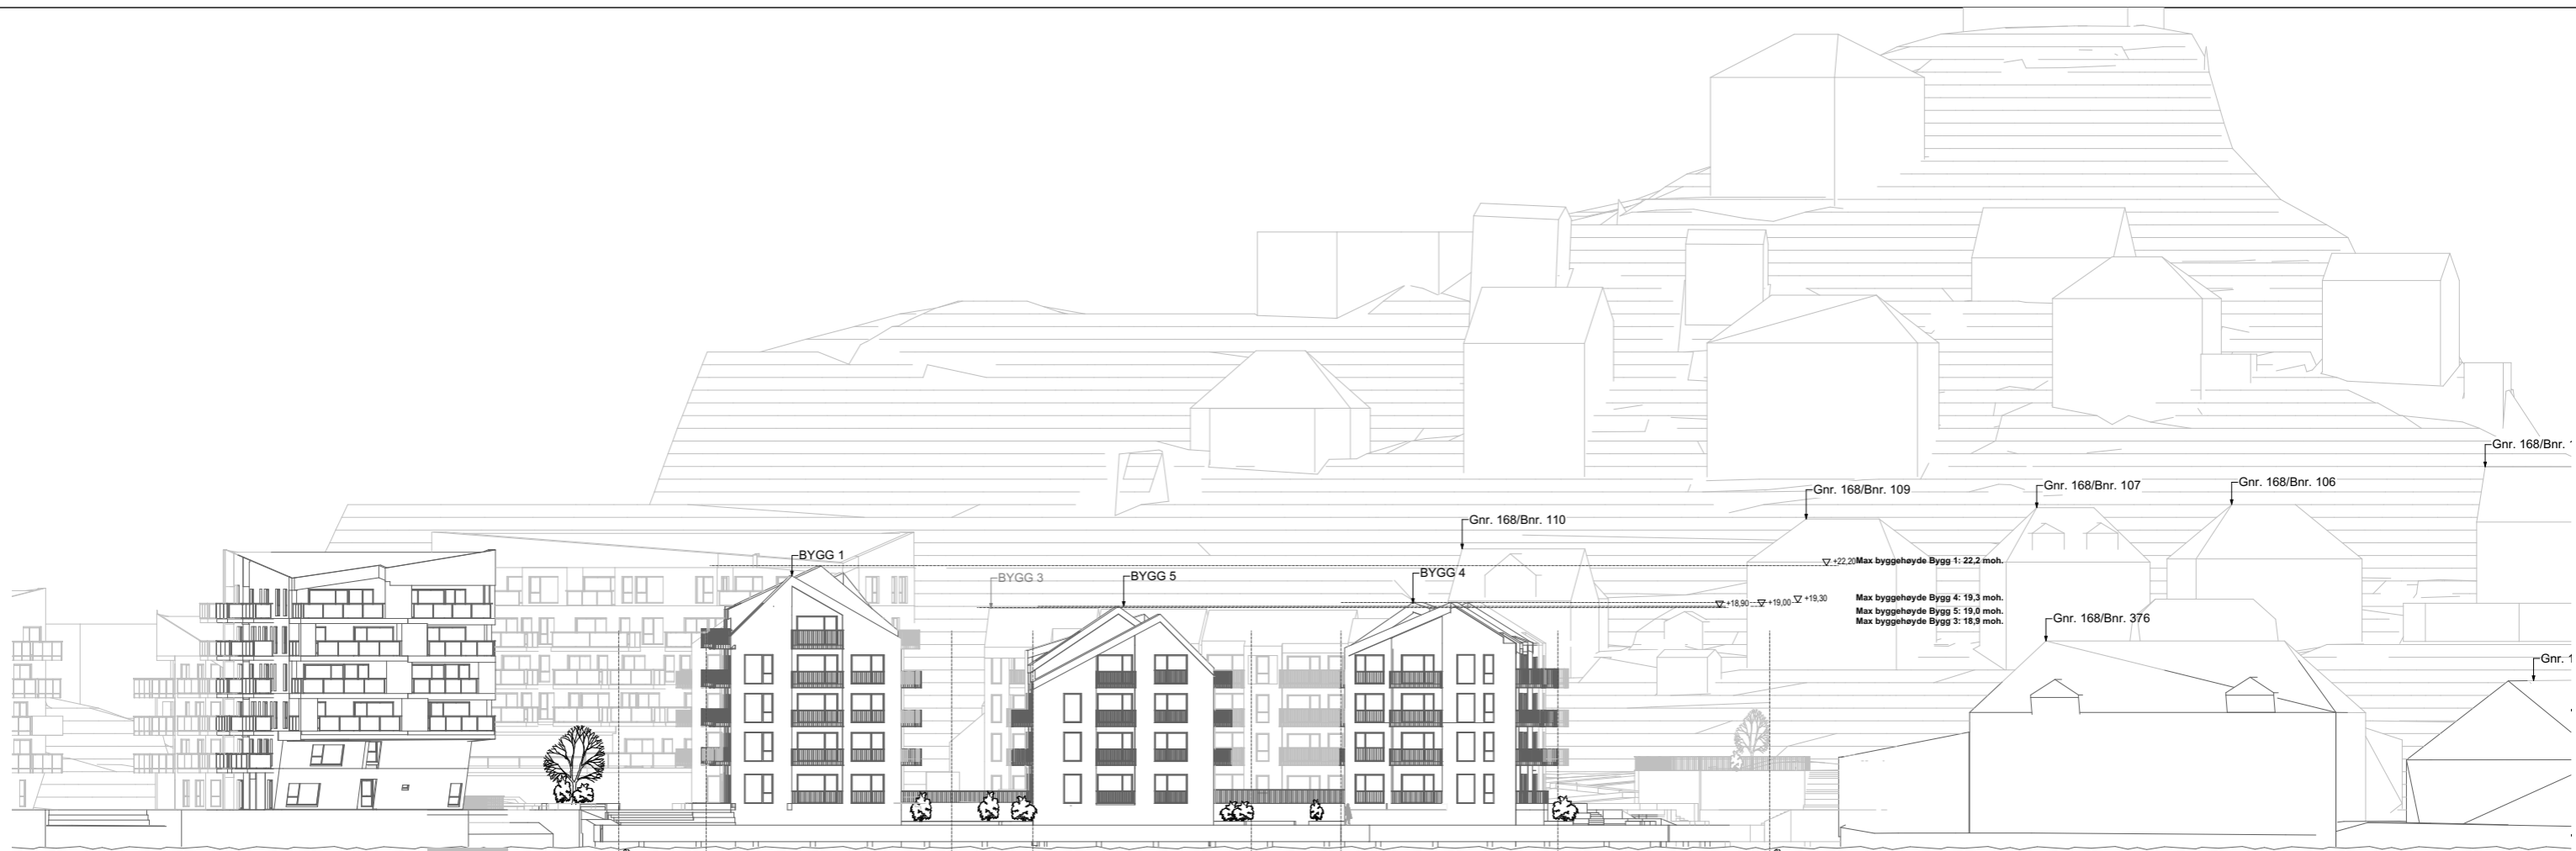 Gnr. 168/Bnr. 1
Gnr. 168/Bnr. 109
Gnr. 168/Bnr. 107
Gnr. 168/Bnr. 106
Gnr. 168/Bnr. 110
BYGG 1
BYGG 3
BYGG 5
BYGG 4
+22,20 Max byggehøyde Bygg 1: 22,2 moh.
+18,90 +19,00 +19,30
Max byggehøyde Bygg 4: 19,3 moh.
Max byggehøyde Bygg 5: 19,0 moh.
Max byggehøyde Bygg 3: 18,9 moh.
Gnr. 168/Bnr. 376
Gnr. 1